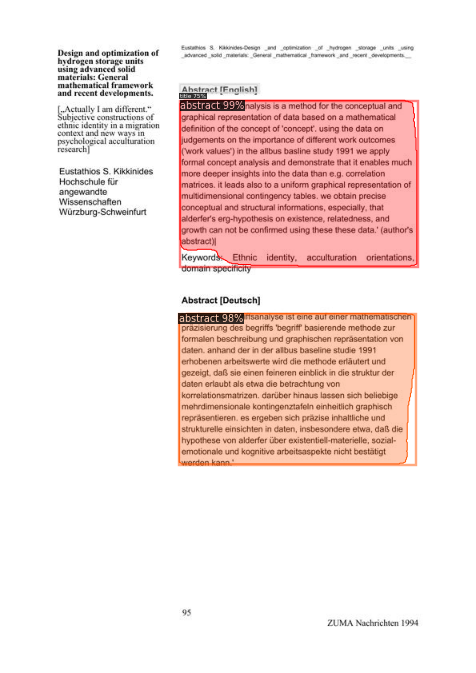 Eustathios S. Kikkinides-Design _and _optimization _of _hydrogen _storage _units _using
_advanced _solid _materials: _General _mathematical _framework _and _recent _developments.__
Design and optimization of
hydrogen storage units
using advanced solid
materials: General
mathematical framework
and recent developments.
[„Actually I am different.“
Subjective constructions of
ethnic identity in a migration
context and new ways in
psychological acculturation
research]
Eustathios S. Kikkinides
Hochschule für
angewandte
Wissenschaften
Würzburg-Schweinfurt
Abstract [English]
title 75%
abstract 99%
nalysis is a method for the conceptual and
graphical representation of data based on a mathematical
definition of the concept of 'concept'. using the data on
judgements on the importance of different work outcomes
('work values') in the allbus basline study 1991 we apply
formal concept analysis and demonstrate that it enables much
more deeper insights into the data than e.g. correlation
matrices. it leads also to a uniform graphical representation of
multidimensional contingency tables. we obtain precise
conceptual and structural informations, especially, that
alderfer's erg-hypothesis on existence, relatedness, and
growth can not be confirmed using these these data.' (author's
abstract)|
Keywords: Ethnic identity, acculturation orientations,
domain specificity
Abstract [Deutsch]
abstract 98%
nsanalyse ist eine auf einer mathematischen
präzisierung des begriffs 'begriff' basierende methode zur
formalen beschreibung und graphischen repräsentation von
daten. anhand der in der allbus baseline studie 1991
erhobenen arbeitswerte wird die methode erläutert und
gezeigt, daß sie einen feineren einblick in die struktur der
daten erlaubt als etwa die betrachtung von
korrelationsmatrizen. darüber hinaus lassen sich beliebige
mehrdimensionale kontingenztafeln einheitlich graphisch
repräsentieren. es ergeben sich präzise inhaltliche und
strukturelle einsichten in daten, insbesondere etwa, daß die
hypothese von alderfer über existentiell-materielle, sozial-
emotionale und kognitive arbeitsaspekte nicht bestätigt
werden kann.'
95
ZUMA Nachrichten 1994